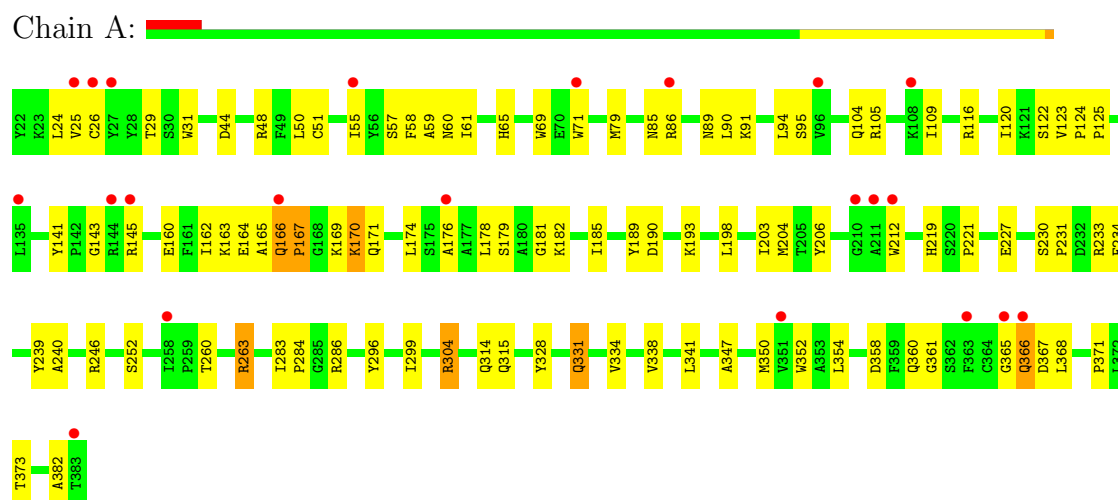 Chain A:
Y22 K23 L24 V25 C26 Y27 Y28 T29 S30 W31 D44 R48 F49 L50 C51 I55 Y56 S57 F58 A59 N60 I61 H65 W69 E70 W71 M79 N85 R86 N89 L90 K91 L94 S95 V96 Q104 R105 K108 I109 R116 I120 K121 S122 V123 P124 P125
L135 Y141 P142 G143 R144 R145 E160 F161 I162 K163 E164 A165 Q166 P167 G168 K169 K170 Q171 L174 S175 A176 A177 L178 S179 A180 G181 K182 I185 Y189 D190 K193 L198 I203 M204 T205 Y206 G210 A211 W212 H219 S220 P221 E227 S230 P231 D232 R233
Y239 A240 R246 S252 I258 P259 T260 R263 I283 P284 G285 R286 Y296 I299 R304 Q314 Q315 Y328 Q331 V334 V338 L341 A347 M350 V351 W352 A353 L354 D358 F359 Q360 G361 S362 F363 C364 G365 Q366 D367 L368 P371
T373 A382 T383